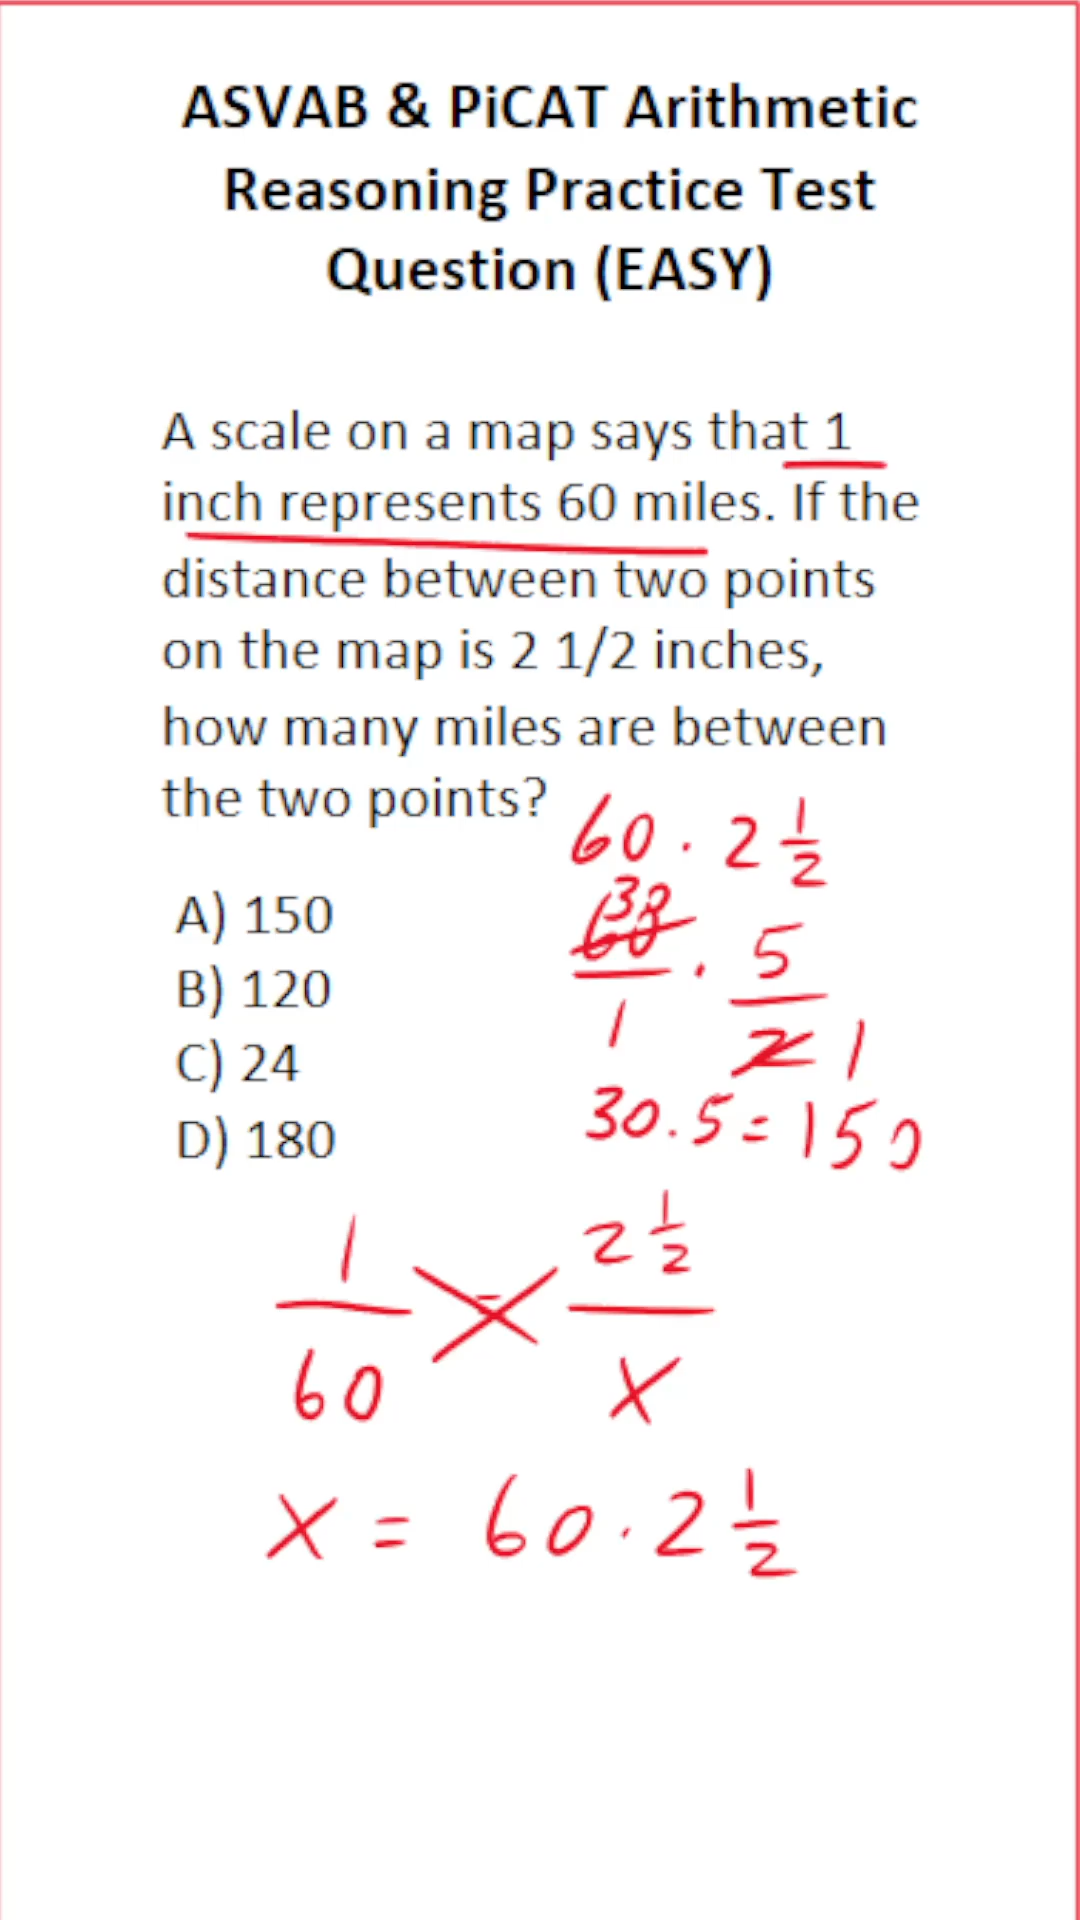 ASVAB & PiCAT Arithmetic
Reasoning Practice Test
Question (EASY)
A scale on a map says that 1
inch represents 60 miles. If the
distance between two points
on the map is 2 1/2 inches,
how many miles are between
the two points?
60 · 2 1/2
A) 150
B) 120
C) 24
D) 180
30
60/1 · 5/2 1
30 . 5 = 150
1/60 = 2 1/2 / x
x = 60 · 2 1/2